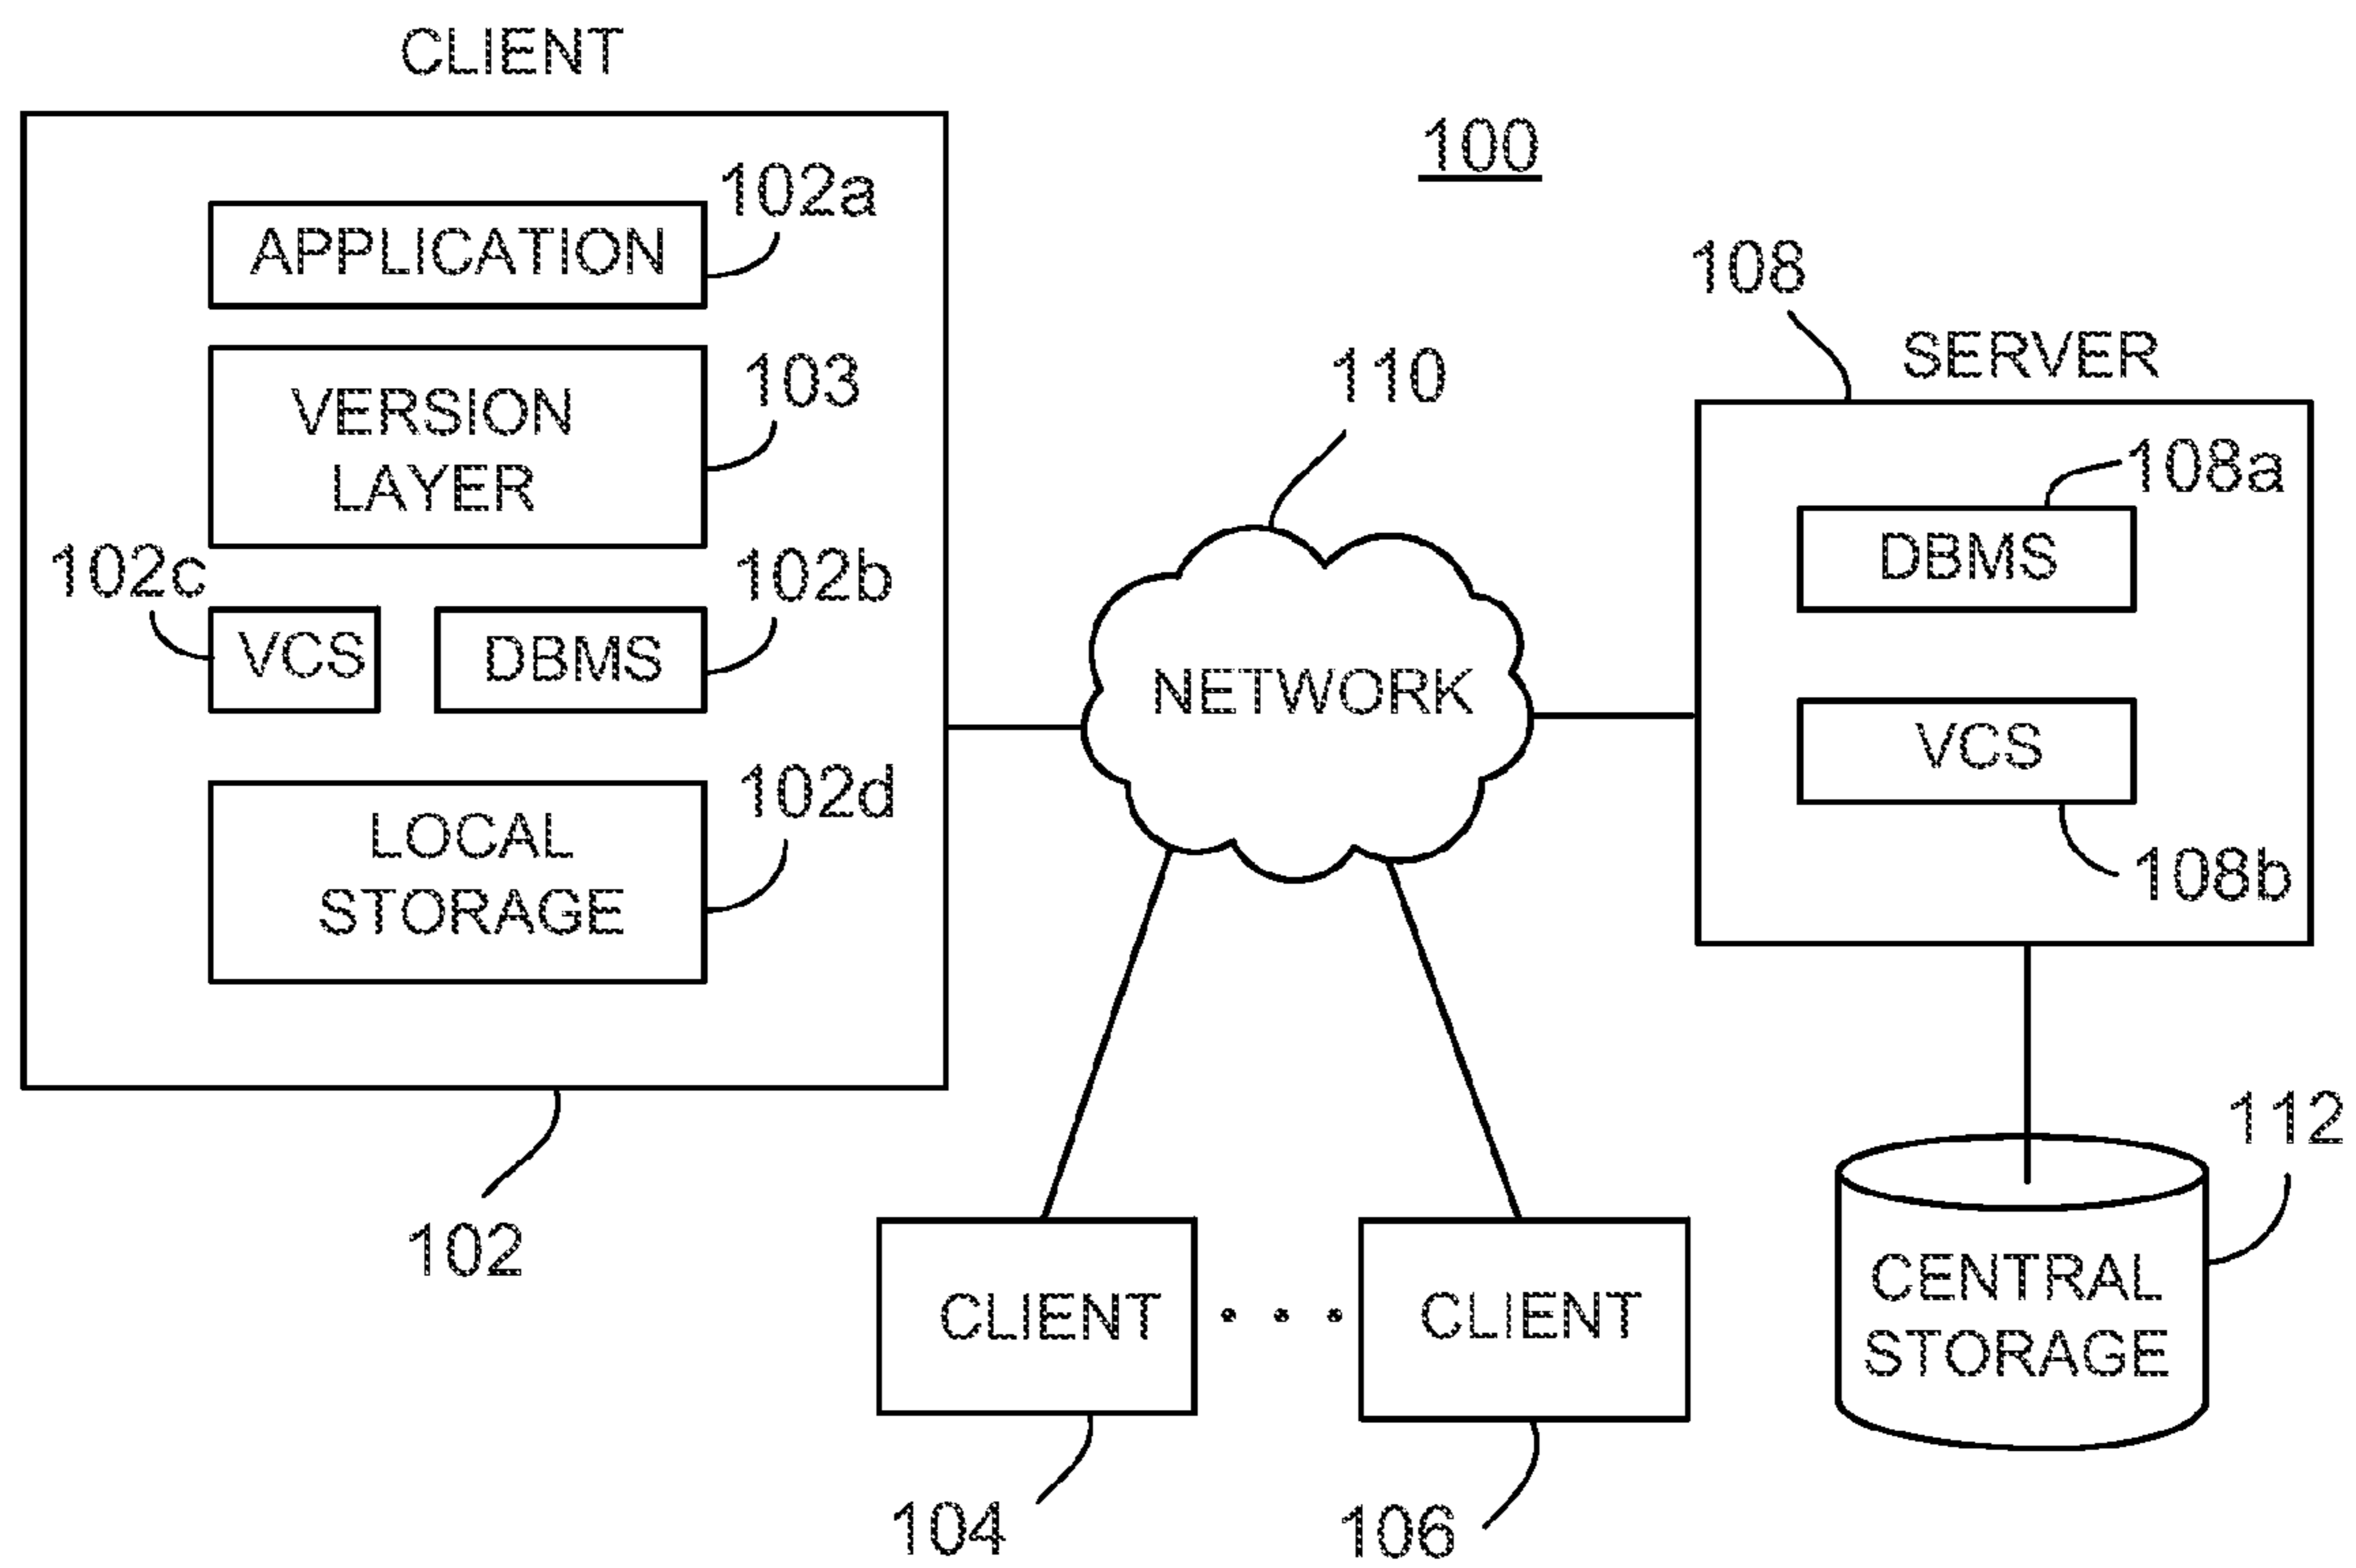 CLIENT
100
102a
APPLICATION
103
VERSION
LAYER
102c
102b
VCS
DBMS
102d
LOCAL
STORAGE
102
110
NETWORK
108
SERVER
108a
DBMS
VCS
108b
112
CENTRAL
STORAGE
CLIENT
• • •
CLIENT
104
106